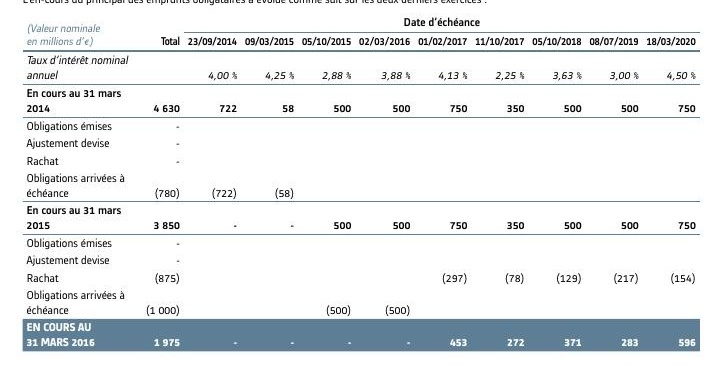 L'en-cours du principal des emprunts obligataires a évolué comme suit sur les deux derniers exercices :
Date d'échéance
(Valeur nominale
en millions d'€) Total 23/09/2014 09/03/2015 05/10/2015 02/03/2016 01/02/2017 11/10/2017 05/10/2018 08/07/2019 18/03/2020
Taux d'intérêt nominal
annuel 4,00 % 4,25 % 2,88 % 3,88 % 4,13 % 2,25 % 3,63 % 3,00 % 4,50 %
En cours au 31 mars
2014 4 630 722 58 500 500 750 350 500 500 750
Obligations émises -
Ajustement devise -
Rachat -
Obligations arrivées à
échéance (780) (722) (58)
En cours au 31 mars
2015 3 850 - - 500 500 750 350 500 500 750
Obligations émises -
Ajustement devise -
Rachat (875) (297) (78) (129) (217) (154)
Obligations arrivées à
échéance (1 000) (500) (500)
EN COURS AU
31 MARS 2016 1 975 - - - - 453 272 371 283 596